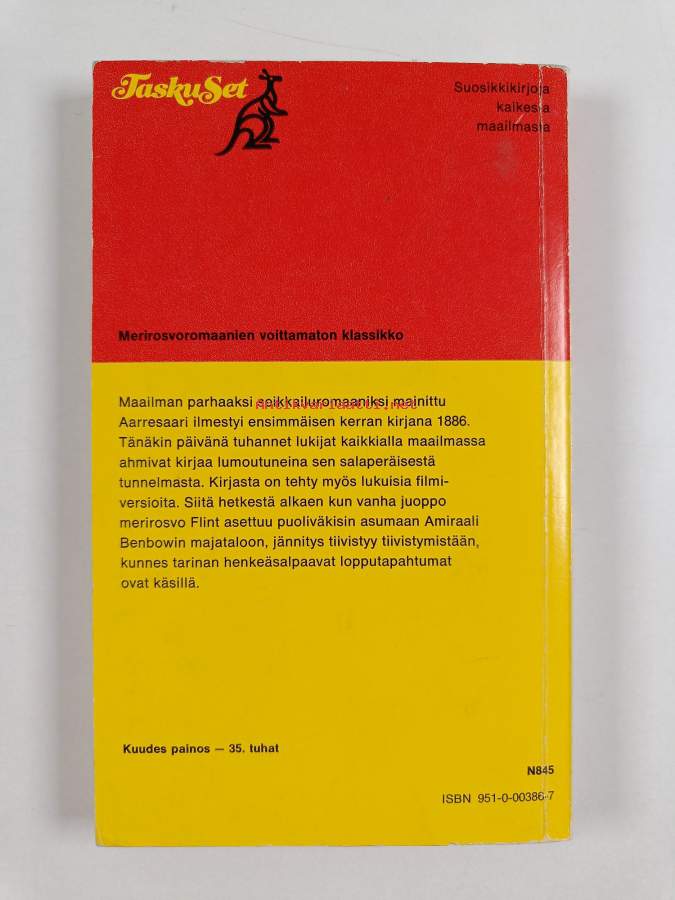 TaskuSet
Suosikkikirjoja
kaikesta
maailmasta
Merirosvoromaanien voittamaton klassikko
Maailman parhaaksi seikkailuromaaniksi mainittu
Antikvariaatti.net
Aarresaari ilmestyi ensimmäisen kerran kirjana 1886.
Tänäkin päivänä tuhannet lukijat kaikkialla maailmassa
ahmivat kirjaa lumoutuneina sen salaperäisestä
tunnelmasta. Kirjasta on tehty myös lukuisia filmi-
versioita. Siitä hetkestä alkaen kun vanha juoppo
merirosvo Flint asettuu puoliväkisin asumaan Amiraali
Benbowin majataloon, jännitys tiivistyy tiivistymistään,
kunnes tarinan henkeäsalpaavat lopputapahtumat
ovat käsillä.
Kuudes painos — 35. tuhat
N845
ISBN 951-0-00386-7